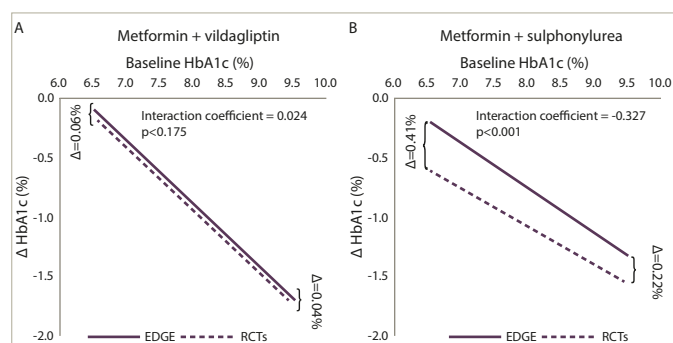 A
Metformin + vildagliptin
Baseline HbA1c (%)
6.0 6.5 7.0 7.5 8.0 8.5 9.0 9.5 10.0
0.0
-0.5
-1.0
-1.5
-2.0
Δ HbA1c (%)
Δ=0.06%
Interaction coefficient = 0.024
p<0.175
Δ=0.04%
EDGE RCTs
B
Metformin + sulphonylurea
Baseline HbA1c (%)
6.0 6.5 7.0 7.5 8.0 8.5 9.0 9.5 10.0
0.0
-0.5
-1.0
-1.5
-2.0
Δ HbA1c (%)
Δ=0.41%
Interaction coefficient = -0.327
p<0.001
Δ=0.22%
EDGE RCTs